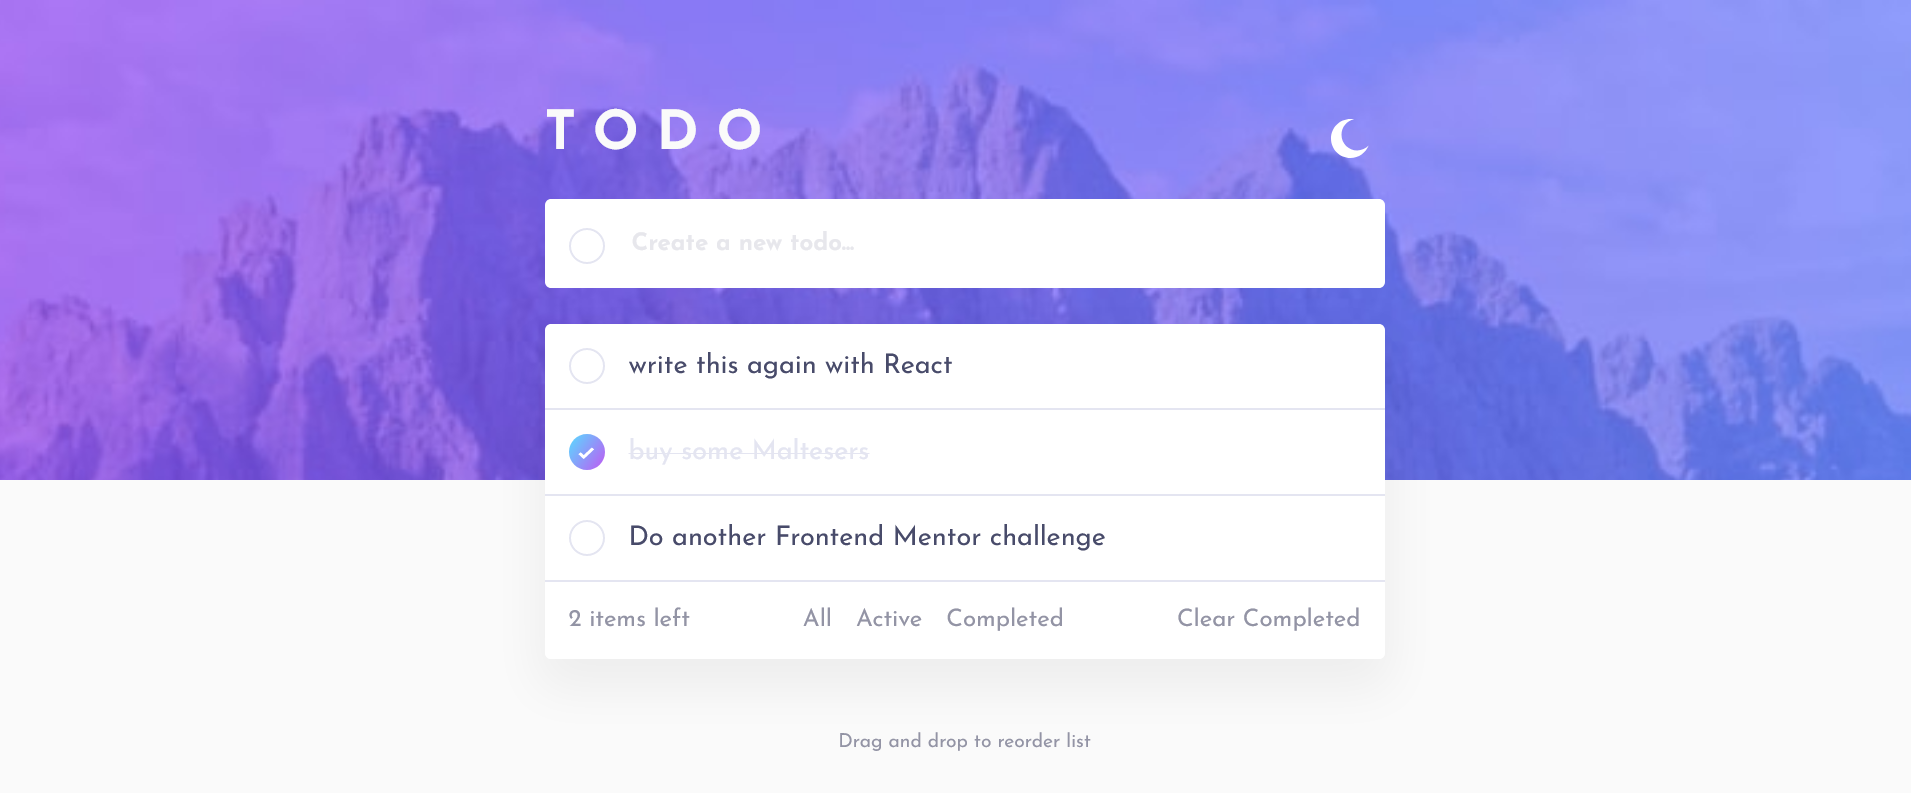 TODO
Create a new todo...
write this again with React
buy some Maltesers
Do another Frontend Mentor challenge
2 items left All Active Completed Clear Completed
Drag and drop to reorder list